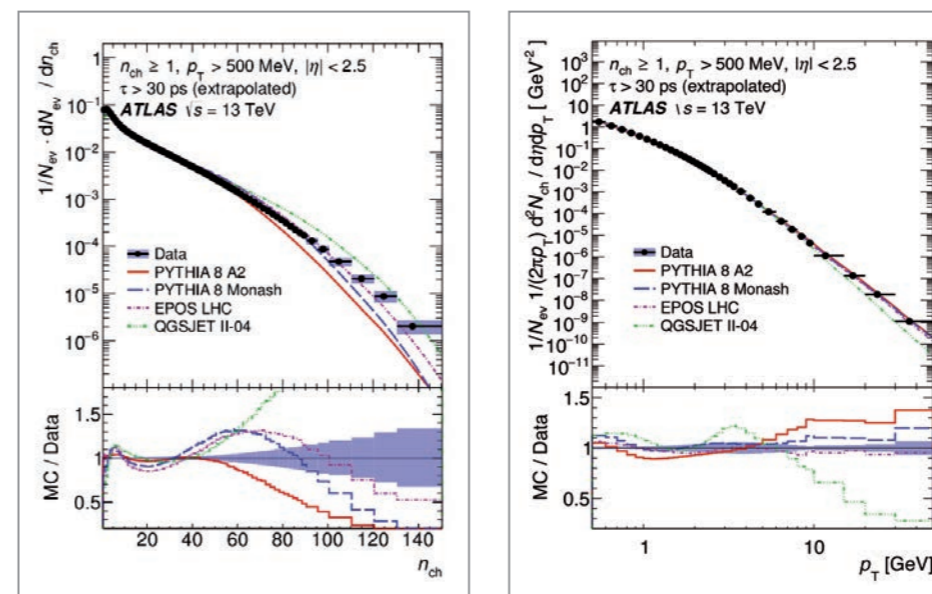 1/N_ev · dN_ev / dn_ch
1
10⁻¹
10⁻²
10⁻³
10⁻⁴
10⁻⁵
10⁻⁶
n_ch ≥ 1, p_T > 500 MeV, |η| < 2.5
τ > 30 ps (extrapolated)
ATLAS √s = 13 TeV
Data
PYTHIA 8 A2
PYTHIA 8 Monash
EPOS LHC
QGSJET II-04
MC / Data
1.5
1
0.5
20 40 60 80 100 120 140
n_ch
1/N_ev 1/(2πp_T) d²N_ch / dηdp_T [ GeV⁻² ]
10³
10²
10
1
10⁻¹
10⁻²
10⁻³
10⁻⁴
10⁻⁵
10⁻⁶
10⁻⁷
10⁻⁸
10⁻⁹
10⁻¹⁰
10⁻¹¹
n_ch ≥ 1, p_T > 500 MeV, |η| < 2.5
τ > 30 ps (extrapolated)
ATLAS √s = 13 TeV
Data
PYTHIA 8 A2
PYTHIA 8 Monash
EPOS LHC
QGSJET II-04
MC / Data
1.5
1
0.5
1 10
p_T [GeV]